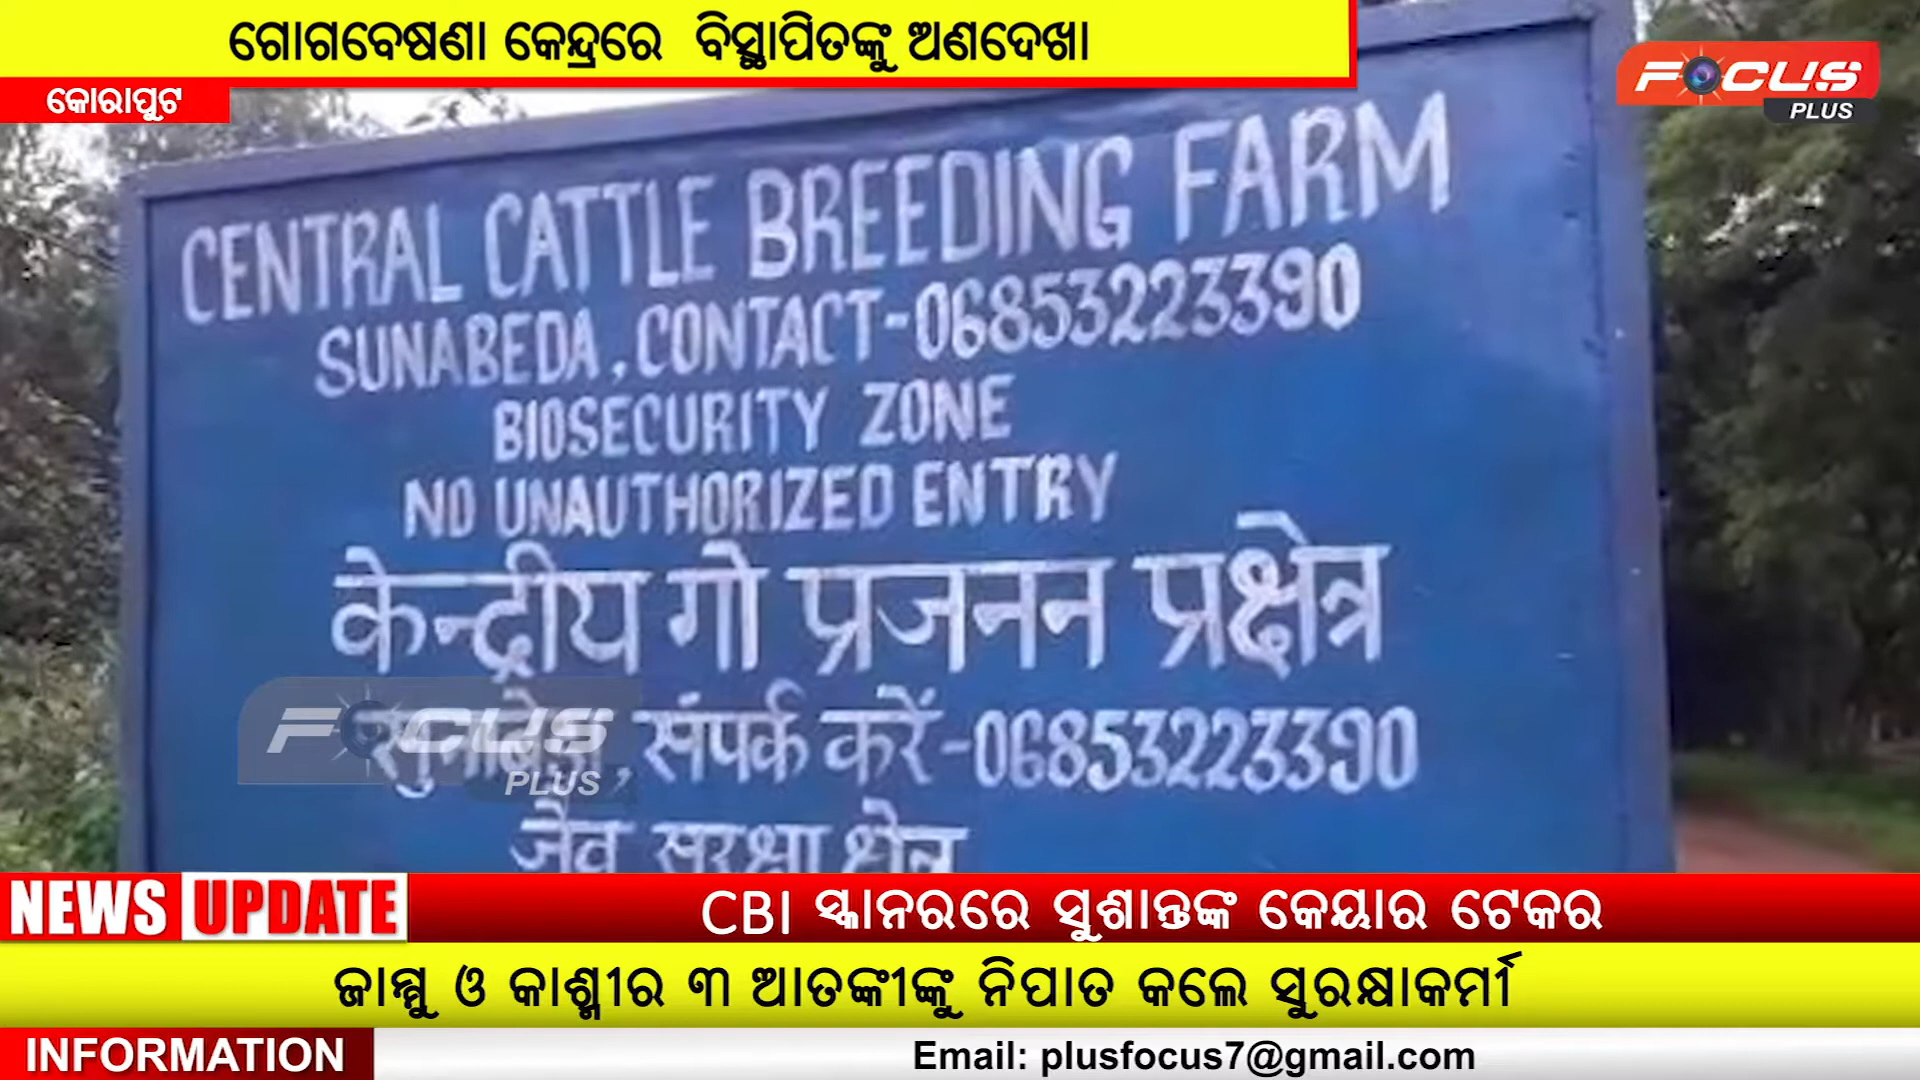 ଗୋଗବେଷଣା କେନ୍ଦ୍ରରେ ବିସ୍ଥାପିତଙ୍କୁ ଅଣଦେଖା
କୋରାପୁଟ
FOCUS
PLUS
CENTRAL CATTLE BREEDING FARM
SUNABEDA, CONTACT-06853223390
BIOSECURITY ZONE
NO UNAUTHORIZED ENTRY
केन्द्रीय गो प्रजनन प्रक्षेत्र
सुनाबेडा, संपर्क करें-06853223390
FOCUS
PLUS
जैव सुरक्षा क्षेत्र
NEWS UPDATE CBI ସ୍କାନରରେ ସୁଶାନ୍ତଙ୍କ କେୟାର ଟେକର
ଜାମ୍ମୁ ଓ କାଶ୍ମୀର ୩ ଆତଙ୍କୀଙ୍କୁ ନିପାତ କଲେ ସୁରକ୍ଷାକର୍ମୀ
INFORMATION Email: plusfocus7@gmail.com